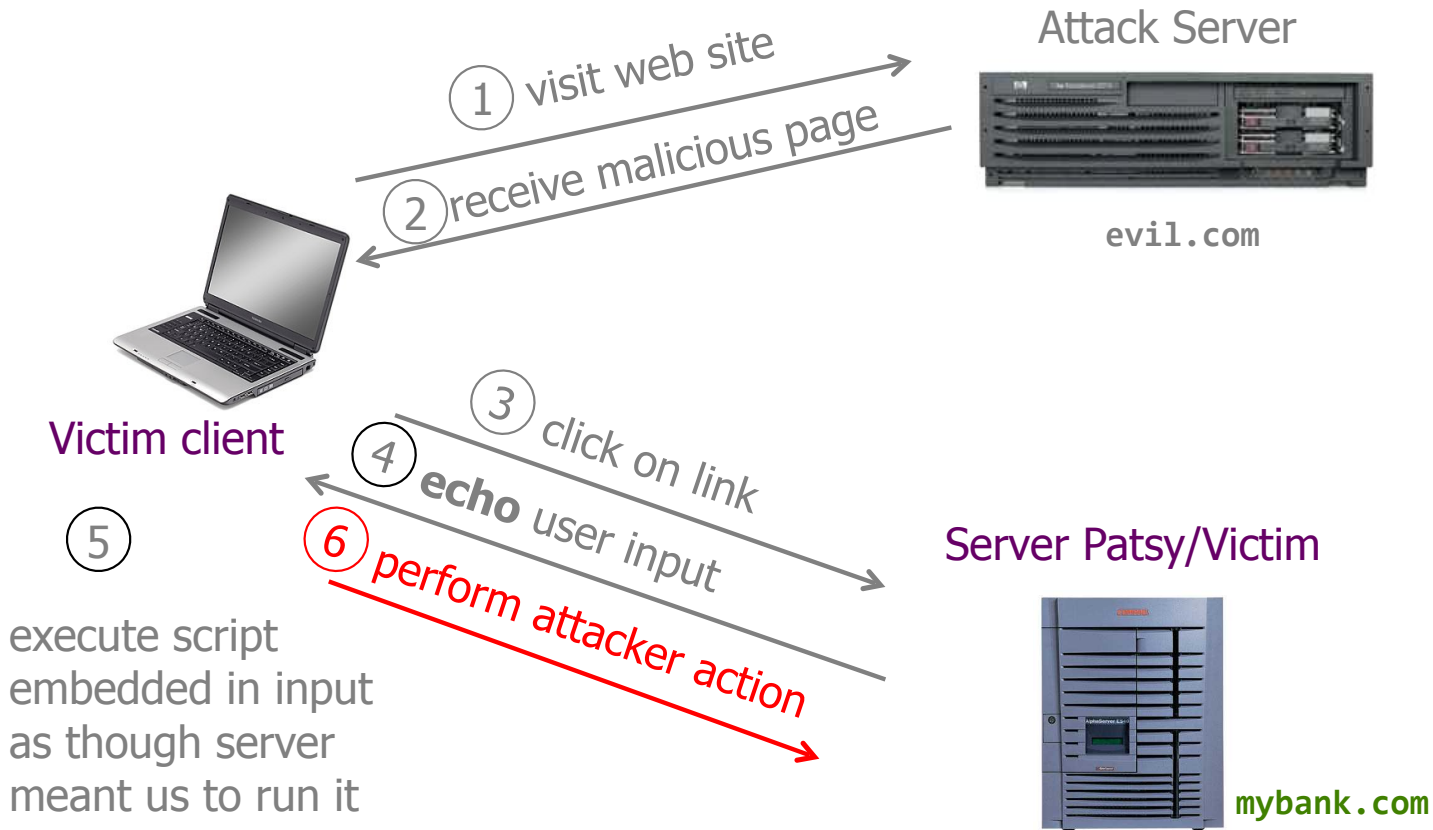 Attack Server
1 visit web site
2 receive malicious page
evil.com
Victim client
3 click on link
4 echo user input
5
execute script
embedded in input
as though server
meant us to run it
6 perform attacker action
Server Patsy/Victim
mybank.com